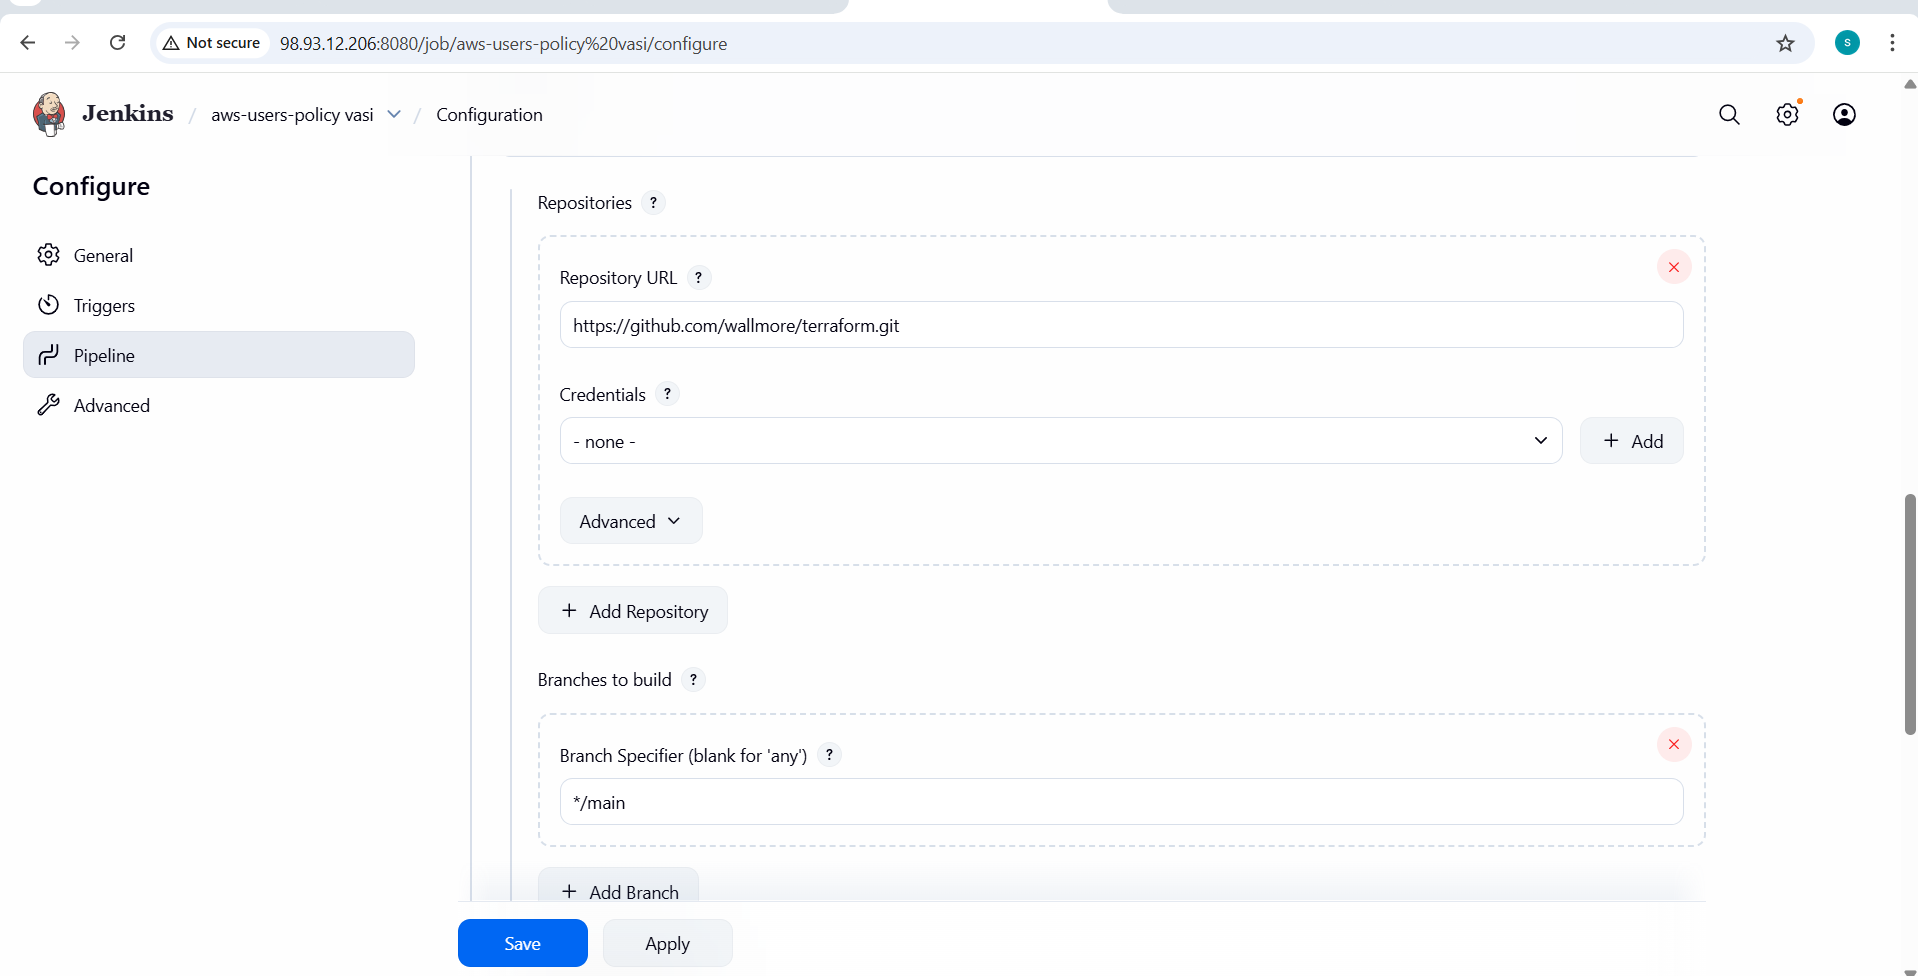 Not secure 98.93.12.206:8080/job/aws-users-policy%20vasi/configure S
Jenkins / aws-users-policy vasi / Configuration
Configure
General
Triggers
Pipeline
Advanced
Repositories ?
Repository URL ?
https://github.com/wallmore/terraform.git
Credentials ?
- none -
+ Add
Advanced
+ Add Repository
Branches to build ?
Branch Specifier (blank for 'any') ?
*/main
+ Add Branch
Save Apply